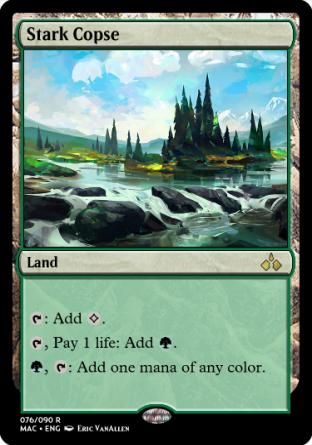 Stark Copse
Land
: Add .
, Pay 1 life: Add .
, : Add one mana of any color.
076/090 R
MAC • ENG Eric VanAllen